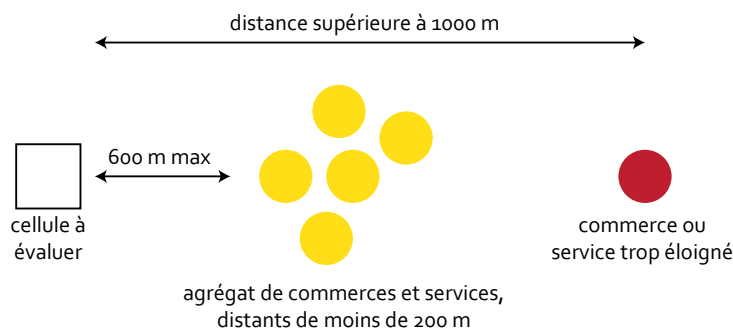 distance supérieure à 1000 m
600 m max
cellule à
évaluer
commerce ou
service trop éloigné
agrégat de commerces et services,
distants de moins de 200 m